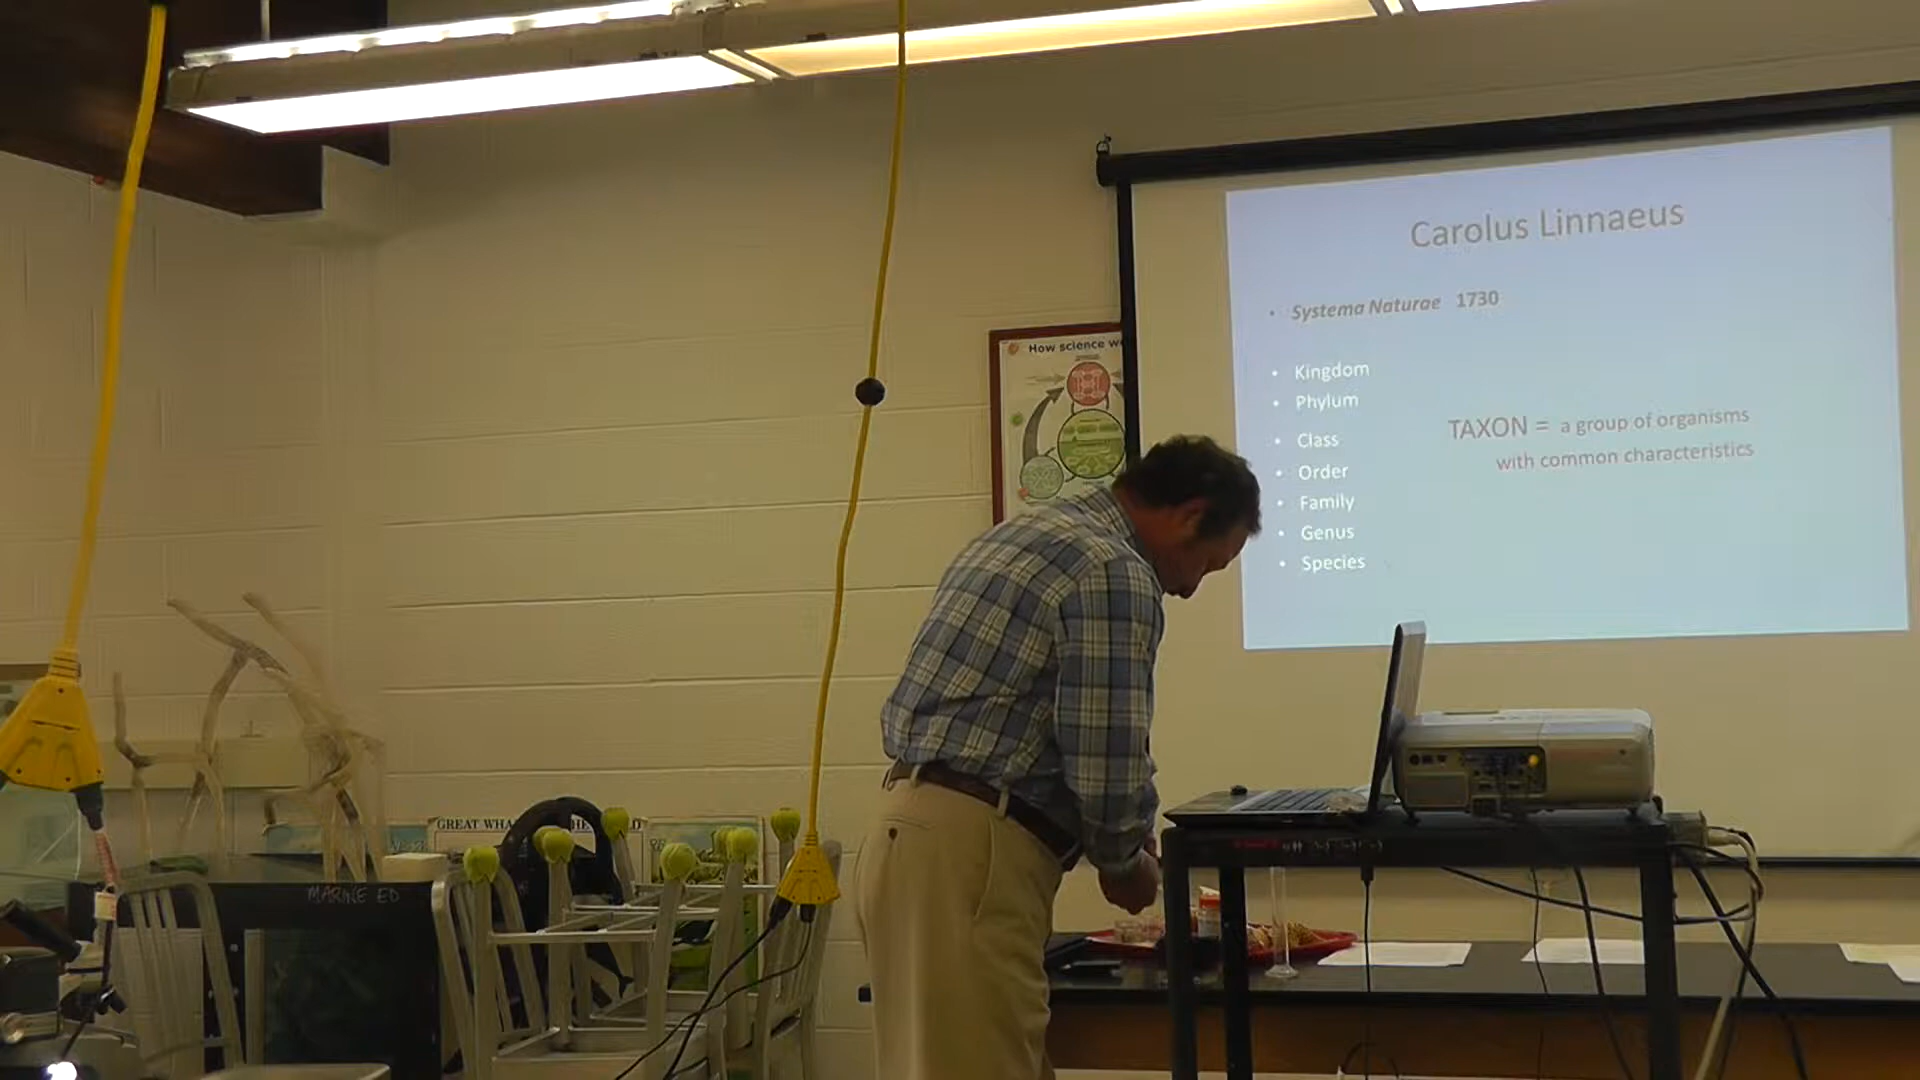 Carolus Linnaeus
• Systema Naturae 1730
• Kingdom
• Phylum
• Class
• Order
• Family
• Genus
• Species
TAXON = a group of organisms
with common characteristics
How science
GREAT
MARINE ED